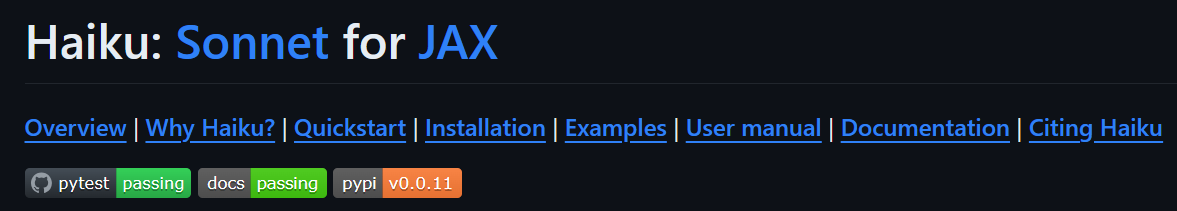 Haiku: Sonnet for JAX
Overview | Why Haiku? | Quickstart | Installation | Examples | User manual | Documentation | Citing Haiku
pytest passing docs passing pypi v0.0.11